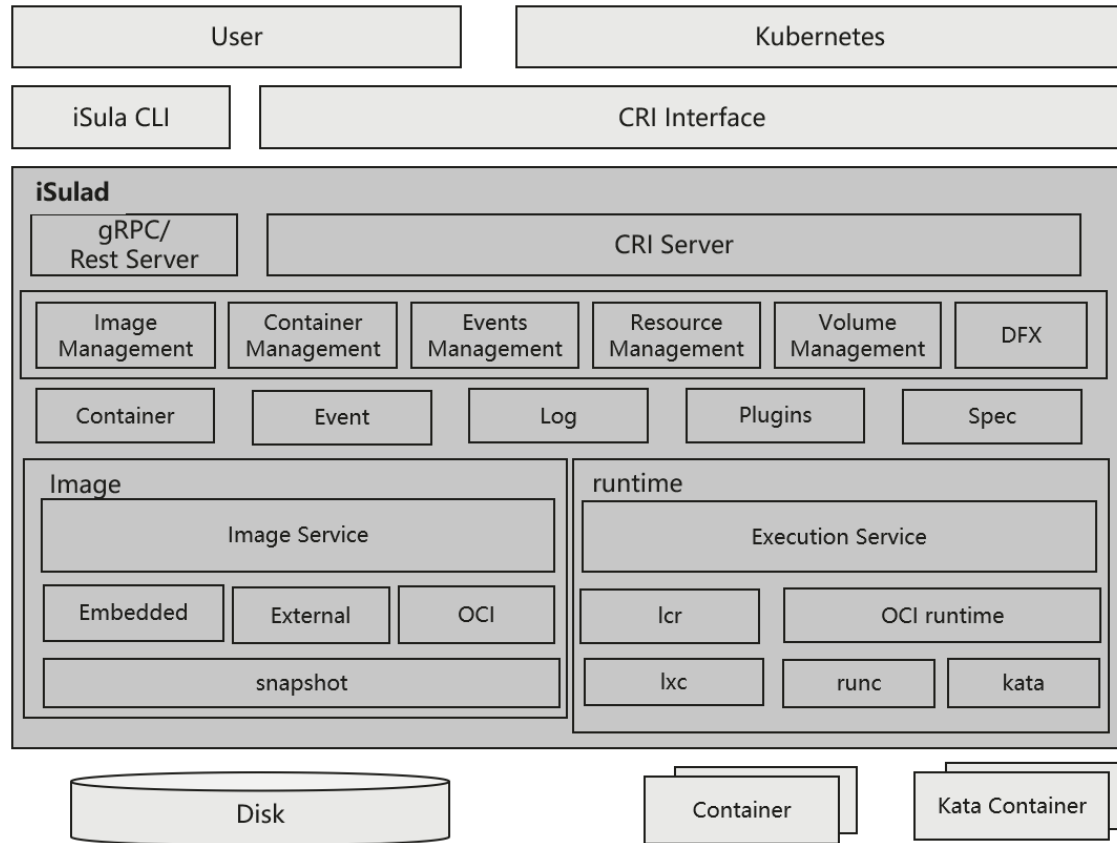 User
Kubernetes
iSula CLI
CRI Interface
iSulad
gRPC/
Rest Server
CRI Server
Image
Management
Container
Management
Events
Management
Resource
Management
Volume
Management
DFX
Container
Event
Log
Plugins
Spec
Image
Image Service
Embedded
External
OCI
snapshot
runtime
Execution Service
lcr
OCI runtime
lxc
runc
kata
Disk
Container
Kata Container